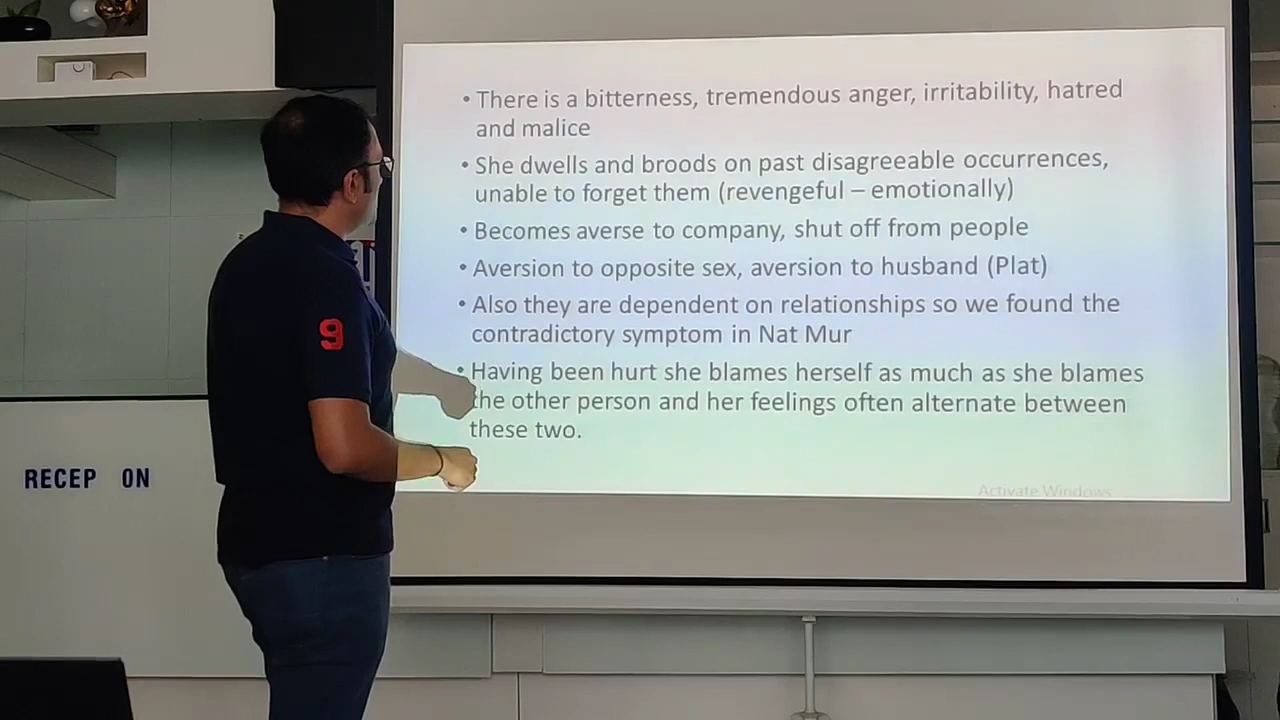 • There is a bitterness, tremendous anger, irritability, hatred
and malice
• She dwells and broods on past disagreeable occurrences,
unable to forget them (revengeful – emotionally)
• Becomes averse to company, shut off from people
• Aversion to opposite sex, aversion to husband (Plat)
• Also they are dependent on relationships so we found the
contradictory symptom in Nat Mur
• Having been hurt she blames herself as much as she blames
the other person and her feelings often alternate between
these two.
Activate Windows
9
RECEP ON